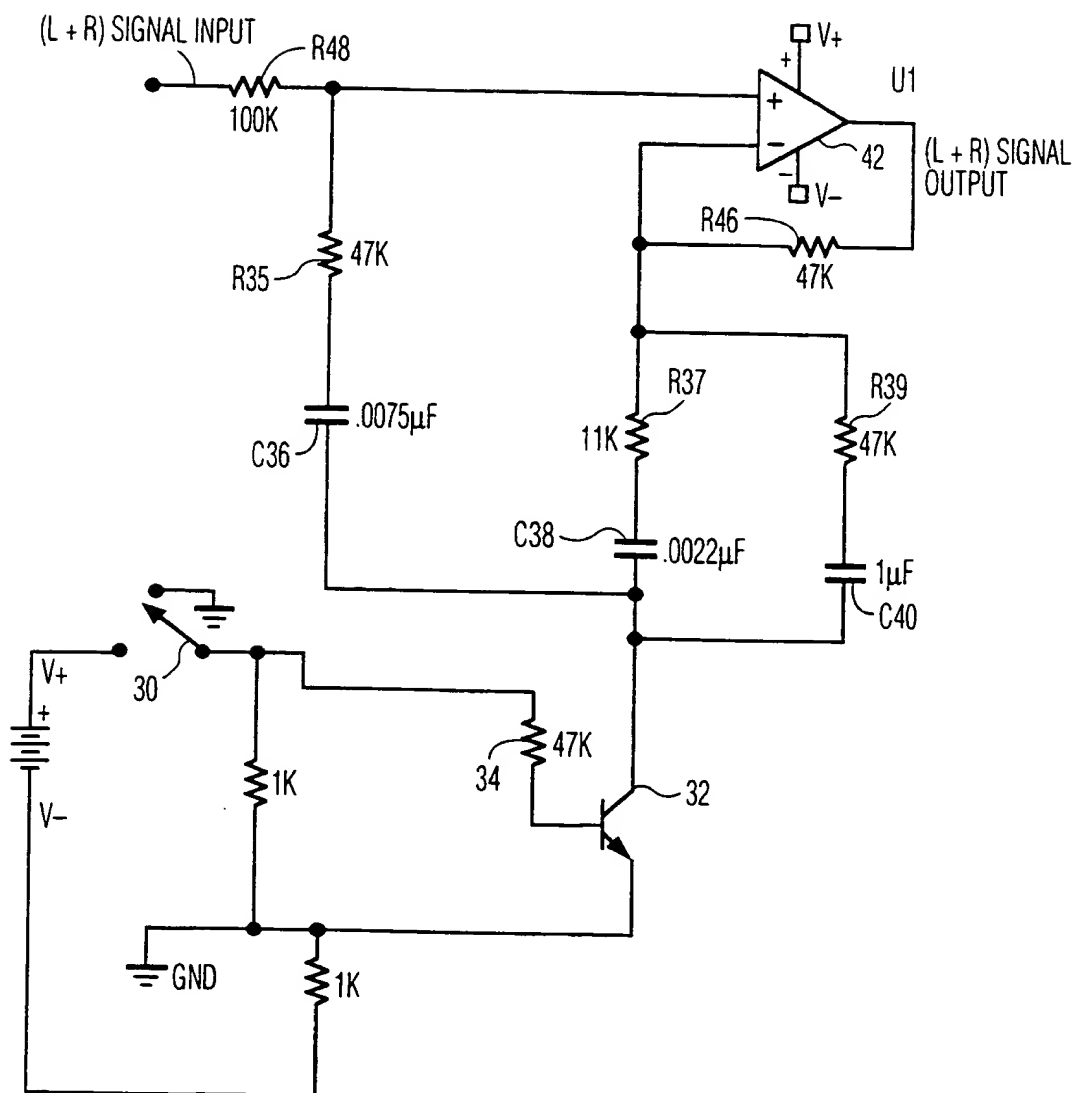 (L + R) SIGNAL INPUT
R48
100K
V+
+
U1
+
−
42
−
V−
(L + R) SIGNAL
OUTPUT
R46
47K
R35
47K
R37
R39
11K
47K
C36
.0075µF
C38
.0022µF
1µF
C40
30
V+
+
V−
1K
34
47K
32
GND
1K